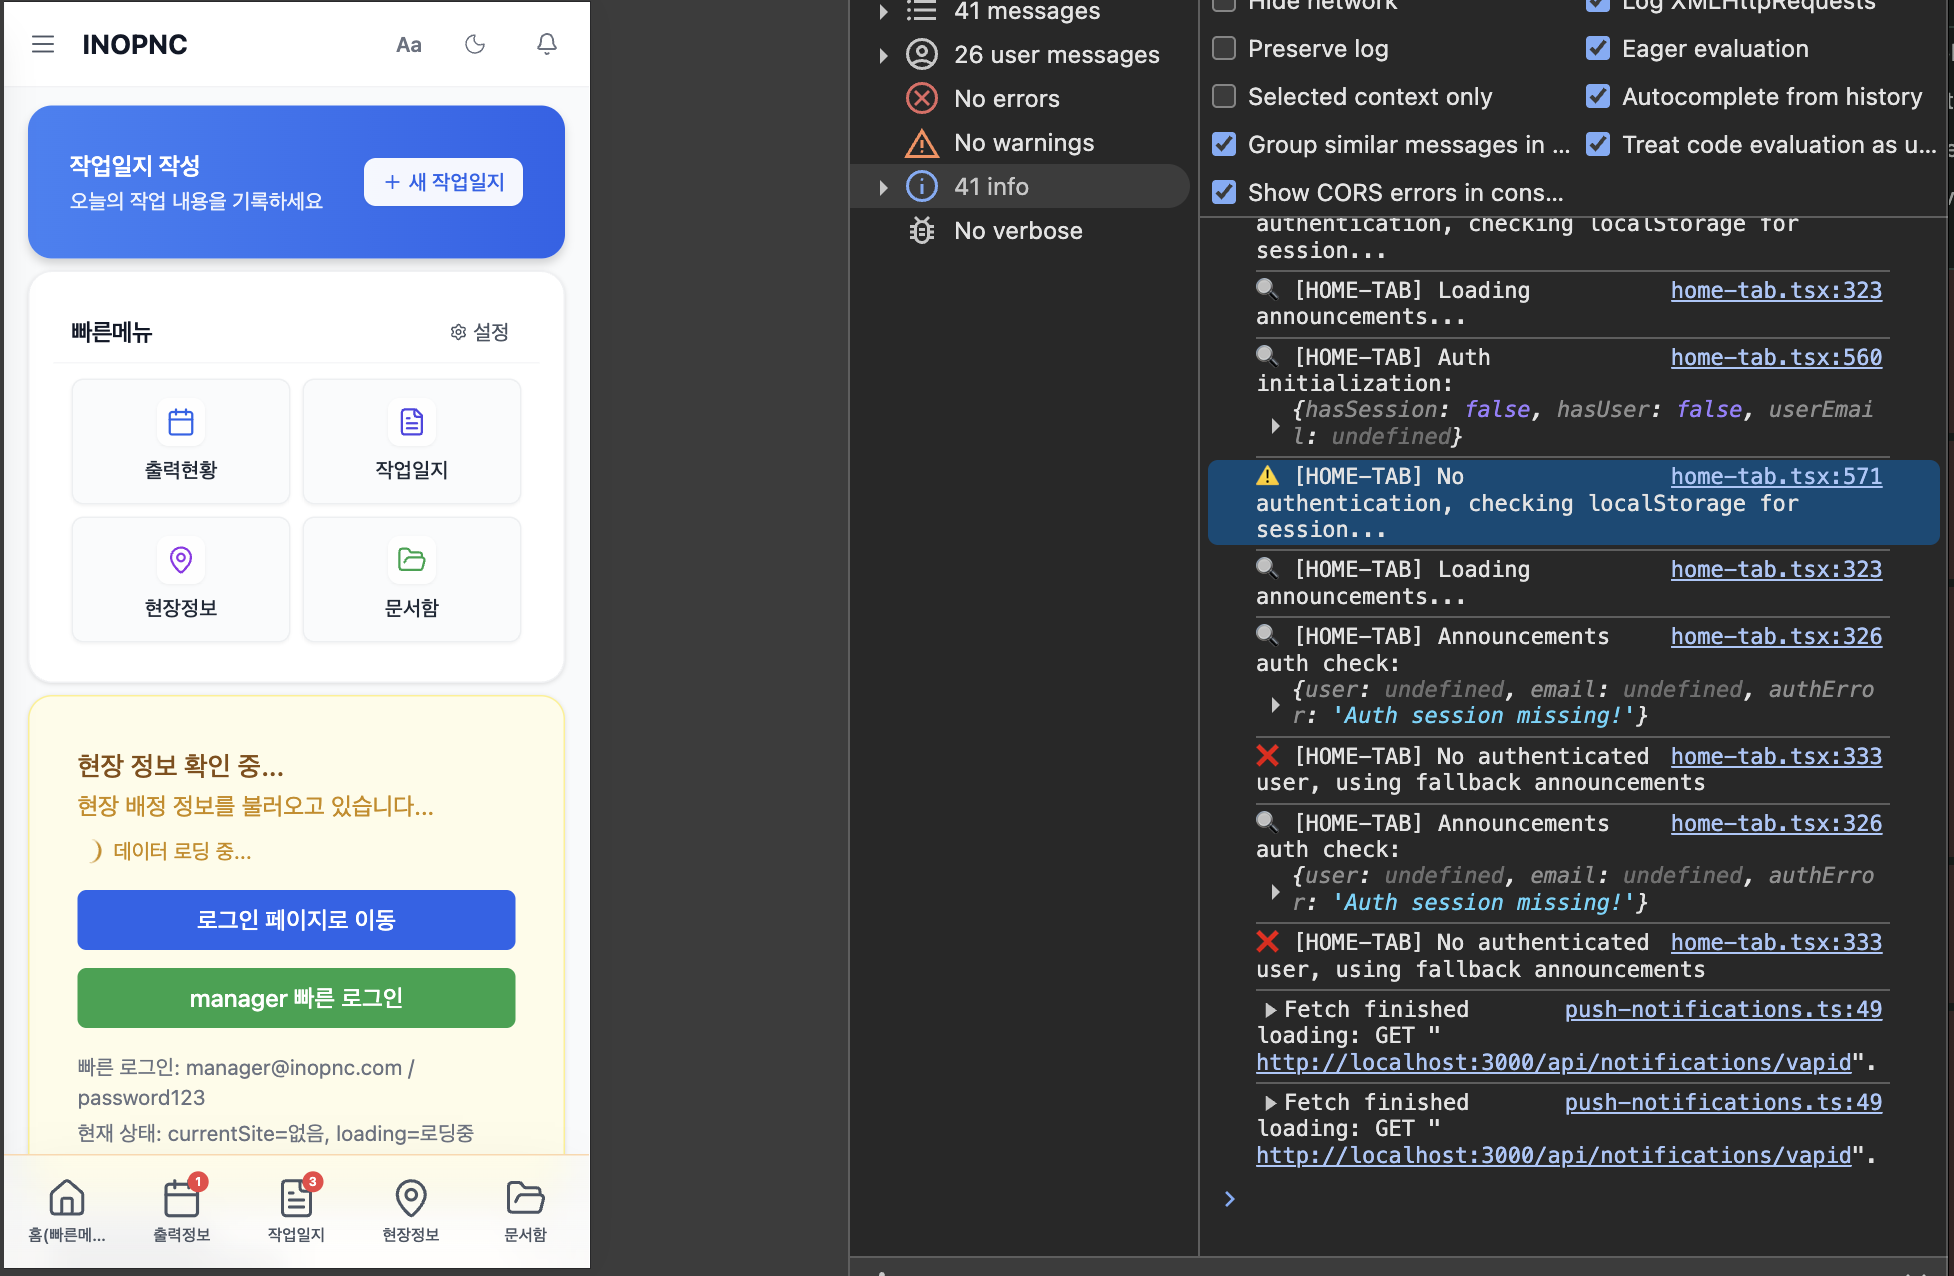 INOPNC
Aa
작업일지 작성
오늘의 작업 내용을 기록하세요
+ 새 작업일지
빠른메뉴
설정
출력현황
작업일지
현장정보
문서함
현장 정보 확인 중...
현장 배정 정보를 불러오고 있습니다...
데이터 로딩 중...
로그인 페이지로 이동
manager 빠른 로그인
빠른 로그인: manager@inopnc.com /
password123
현재 상태: currentSite=없음, loading=로딩중
홈(빠른메...
1
출력정보
3
작업일지
현장정보
문서함
41 messages
26 user messages
No errors
No warnings
41 info
No verbose
Hide network
Log XMLHttpRequests
Preserve log
Eager evaluation
Selected context only
Autocomplete from history
Group similar messages in ...
Treat code evaluation as u...
Show CORS errors in cons...
authentication, checking localStorage for
session...
[HOME-TAB] Loading home-tab.tsx:323
announcements...
[HOME-TAB] Auth home-tab.tsx:560
initialization:
{hasSession: false, hasUser: false, userEmai
l: undefined}
[HOME-TAB] No home-tab.tsx:571
authentication, checking localStorage for
session...
[HOME-TAB] Loading home-tab.tsx:323
announcements...
[HOME-TAB] Announcements home-tab.tsx:326
auth check:
{user: undefined, email: undefined, authErro
r: 'Auth session missing!'}
[HOME-TAB] No authenticated home-tab.tsx:333
user, using fallback announcements
[HOME-TAB] Announcements home-tab.tsx:326
auth check:
{user: undefined, email: undefined, authErro
r: 'Auth session missing!'}
[HOME-TAB] No authenticated home-tab.tsx:333
user, using fallback announcements
Fetch finished push-notifications.ts:49
loading: GET "
http://localhost:3000/api/notifications/vapid".
Fetch finished push-notifications.ts:49
loading: GET "
http://localhost:3000/api/notifications/vapid".